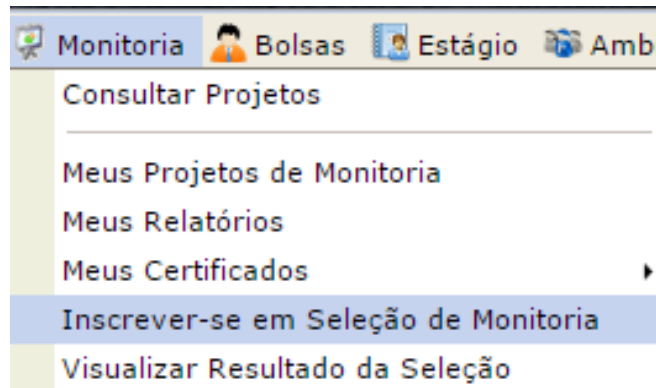 Monitoria Bolsas Estágio Amb
Consultar Projetos
Meus Projetos de Monitoria
Meus Relatórios
Meus Certificados
Inscrever-se em Seleção de Monitoria
Visualizar Resultado da Seleção